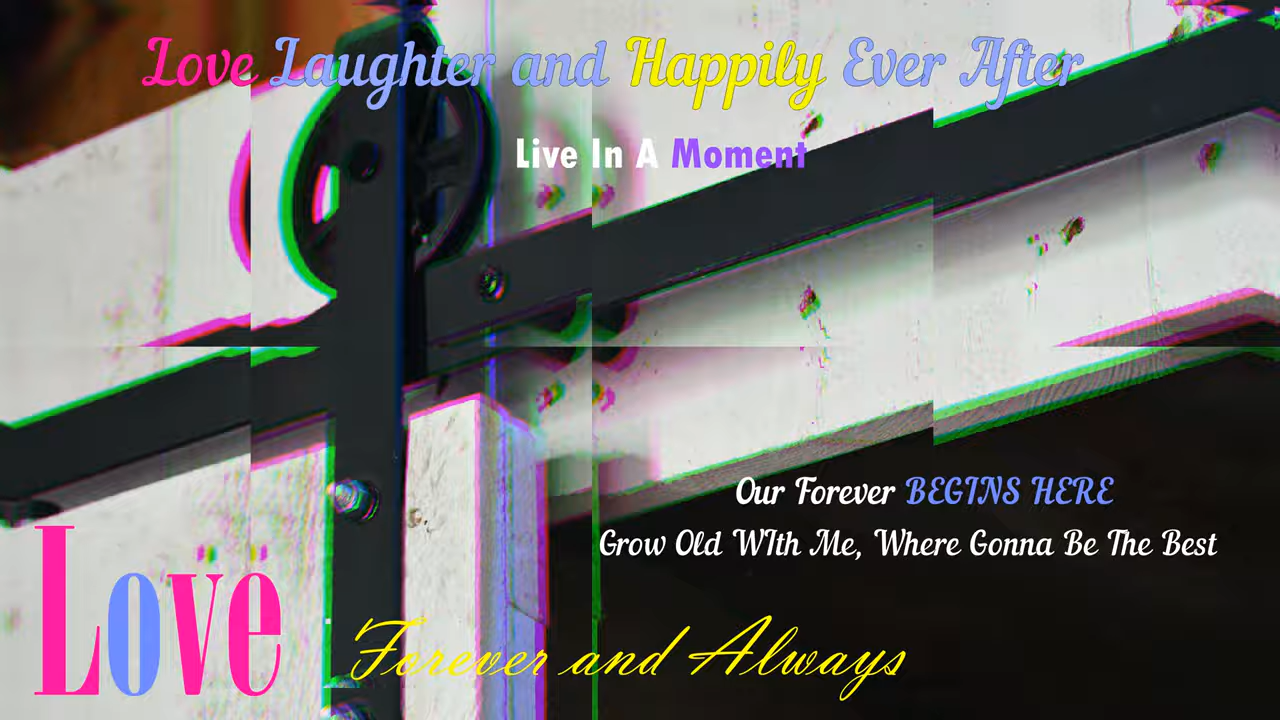 Love Laughter and Happily Ever After
Live In A Moment
Our Forever BEGINS HERE
Grow Old WIth Me, Where Gonna Be The Best
Love
Forever and Always